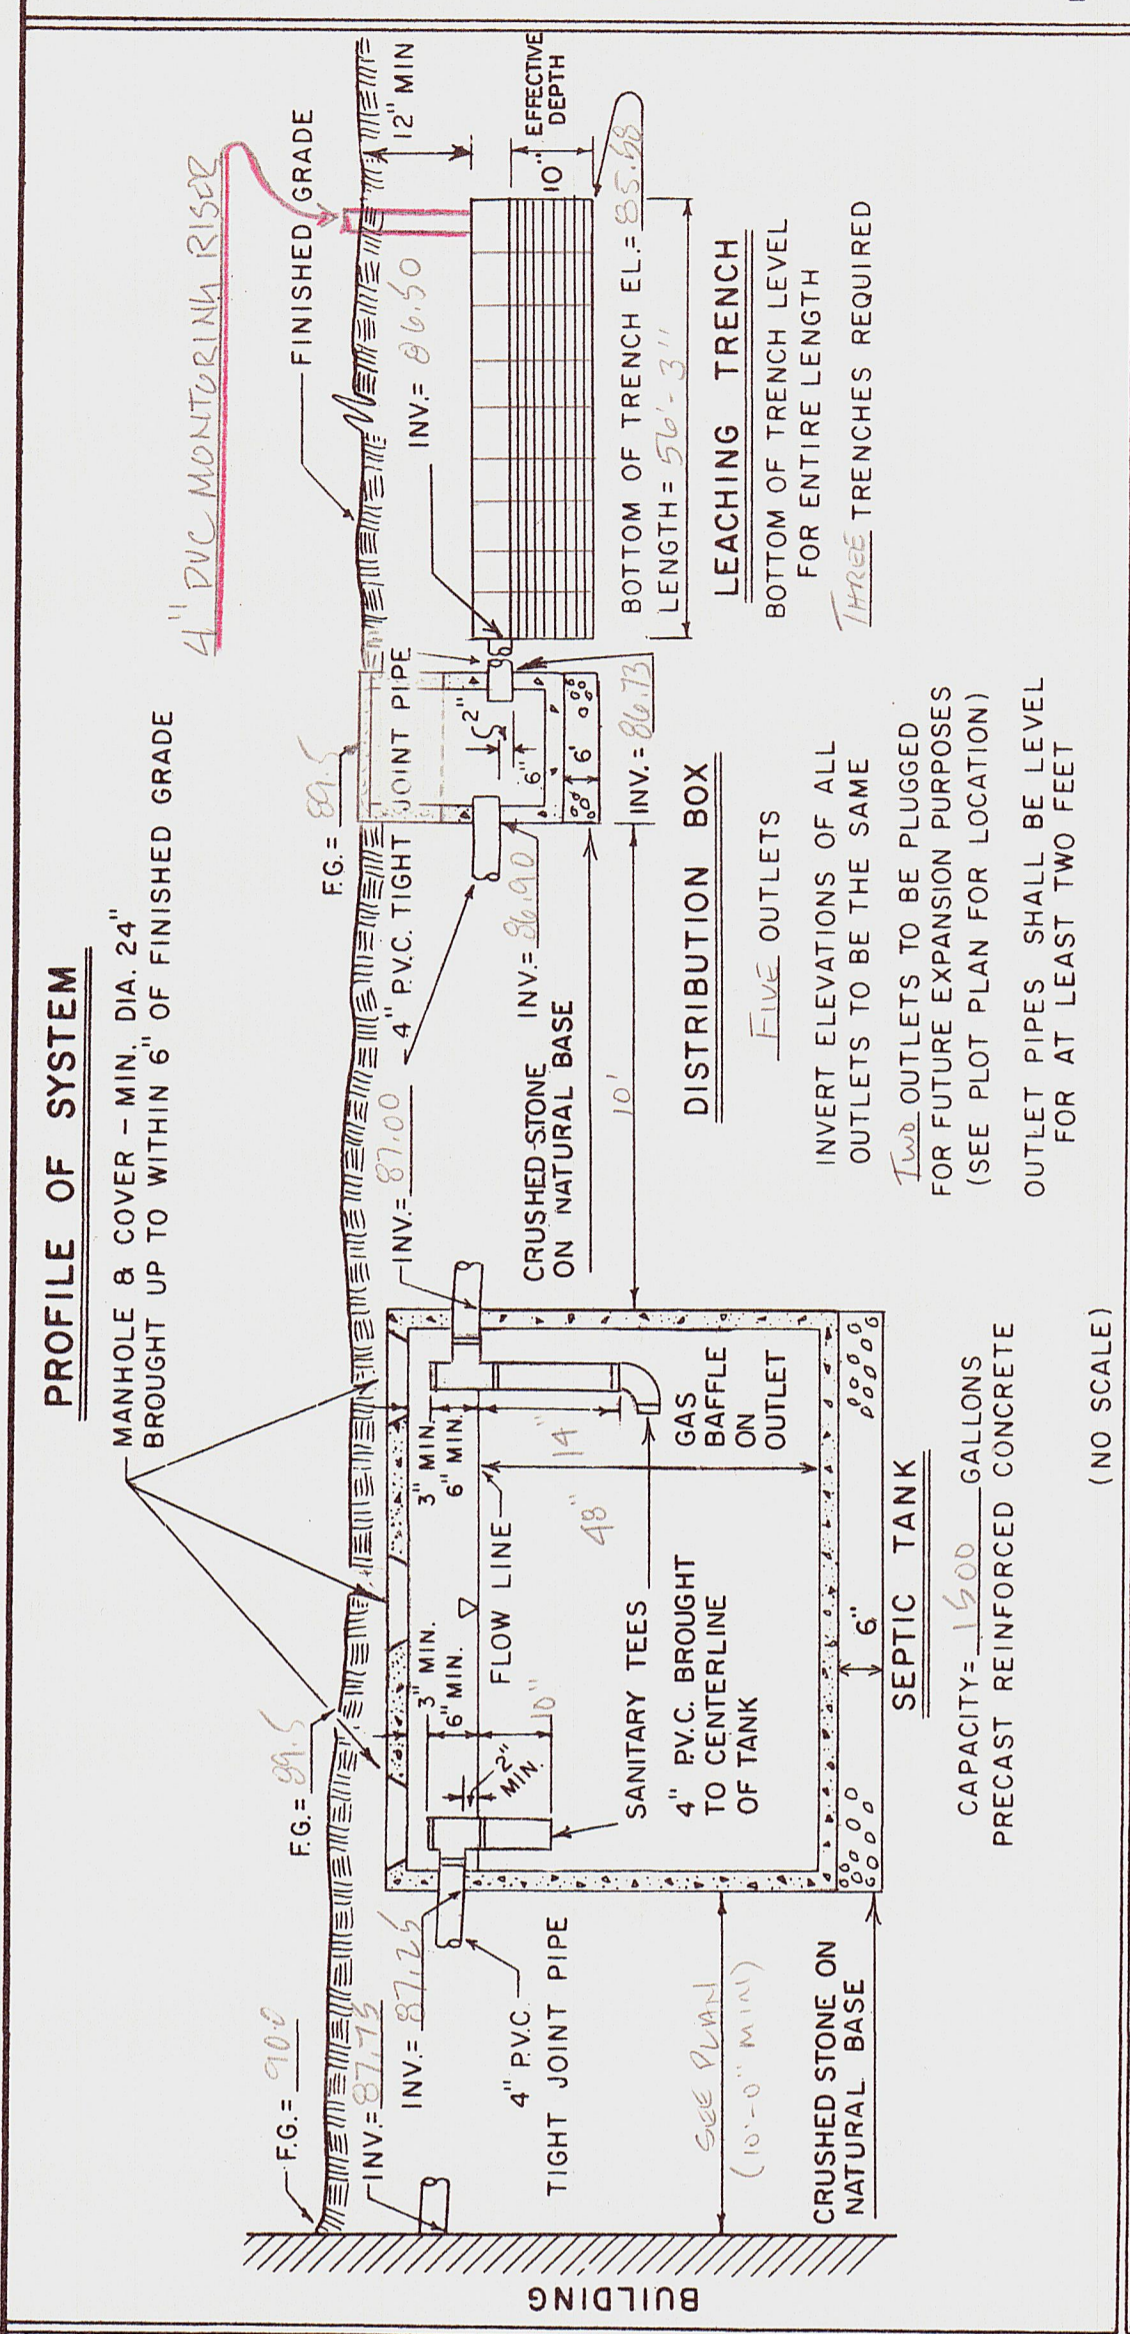 PROFILE OF SYSTEM
MANHOLE & COVER – MIN. DIA. 24"
BROUGHT UP TO WITHIN 6" OF FINISHED GRADE
4" PVC MONITORING RISER
F.G. = 90.0
F.G. = 89.5
F.G. = 89.5
FINISHED GRADE
12" MIN
INV. = 87.75
INV. = 87.25
INV. = 87.00
4" P.V.C. TIGHT JOINT PIPE
INV. = 86.50
3" MIN.
6" MIN.
3" MIN.
6" MIN.
2"
MIN.
10"
FLOW LINE
14"
48"
GAS
BAFFLE
ON
OUTLET
4" P.V.C.
TIGHT JOINT PIPE
SANITARY TEES
4" P.V.C. BROUGHT
TO CENTERLINE
OF TANK
INV. = 86.90
CRUSHED STONE
ON NATURAL BASE
2"
6"
6"
INV. = 86.73
10'
10"
EFFECTIVE
DEPTH
BOTTOM OF TRENCH EL. = 85.68
LENGTH = 56'-3"
SEE PLAN
(10'-0" MIN)
CRUSHED STONE ON
NATURAL BASE
BUILDING
6"
SEPTIC TANK
CAPACITY = 1500 GALLONS
PRECAST REINFORCED CONCRETE
DISTRIBUTION BOX
FIVE OUTLETS
INVERT ELEVATIONS OF ALL
OUTLETS TO BE THE SAME
TWO OUTLETS TO BE PLUGGED
FOR FUTURE EXPANSION PURPOSES
(SEE PLOT PLAN FOR LOCATION)
OUTLET PIPES SHALL BE LEVEL
FOR AT LEAST TWO FEET
LEACHING TRENCH
BOTTOM OF TRENCH LEVEL
FOR ENTIRE LENGTH
THREE TRENCHES REQUIRED
(NO SCALE)